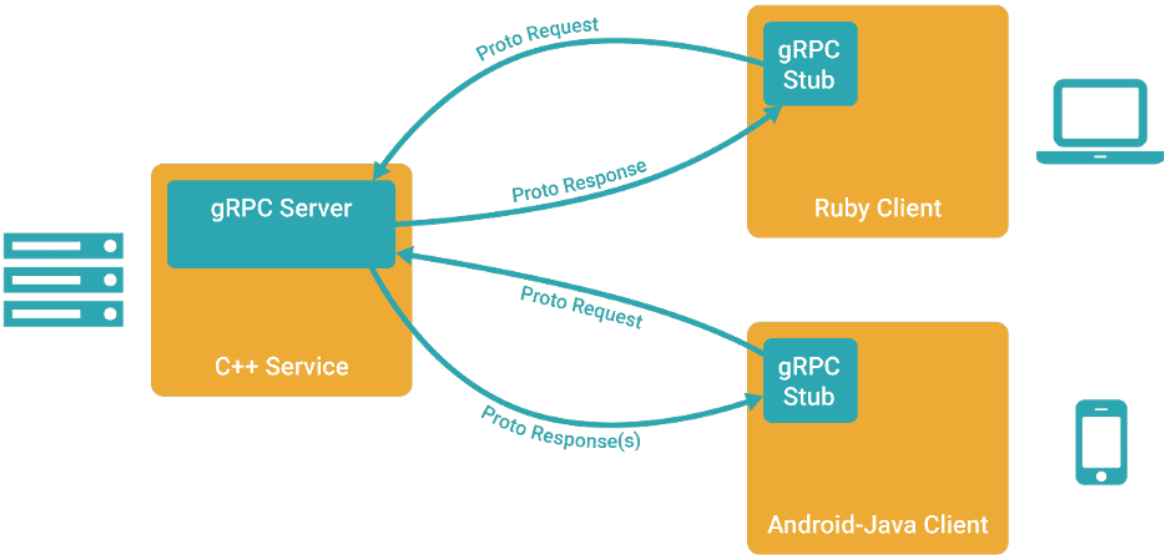 Proto Request
gRPC
Stub
Proto Response
Ruby Client
gRPC Server
C++ Service
Proto Request
gRPC
Stub
Proto Response(s)
Android-Java Client